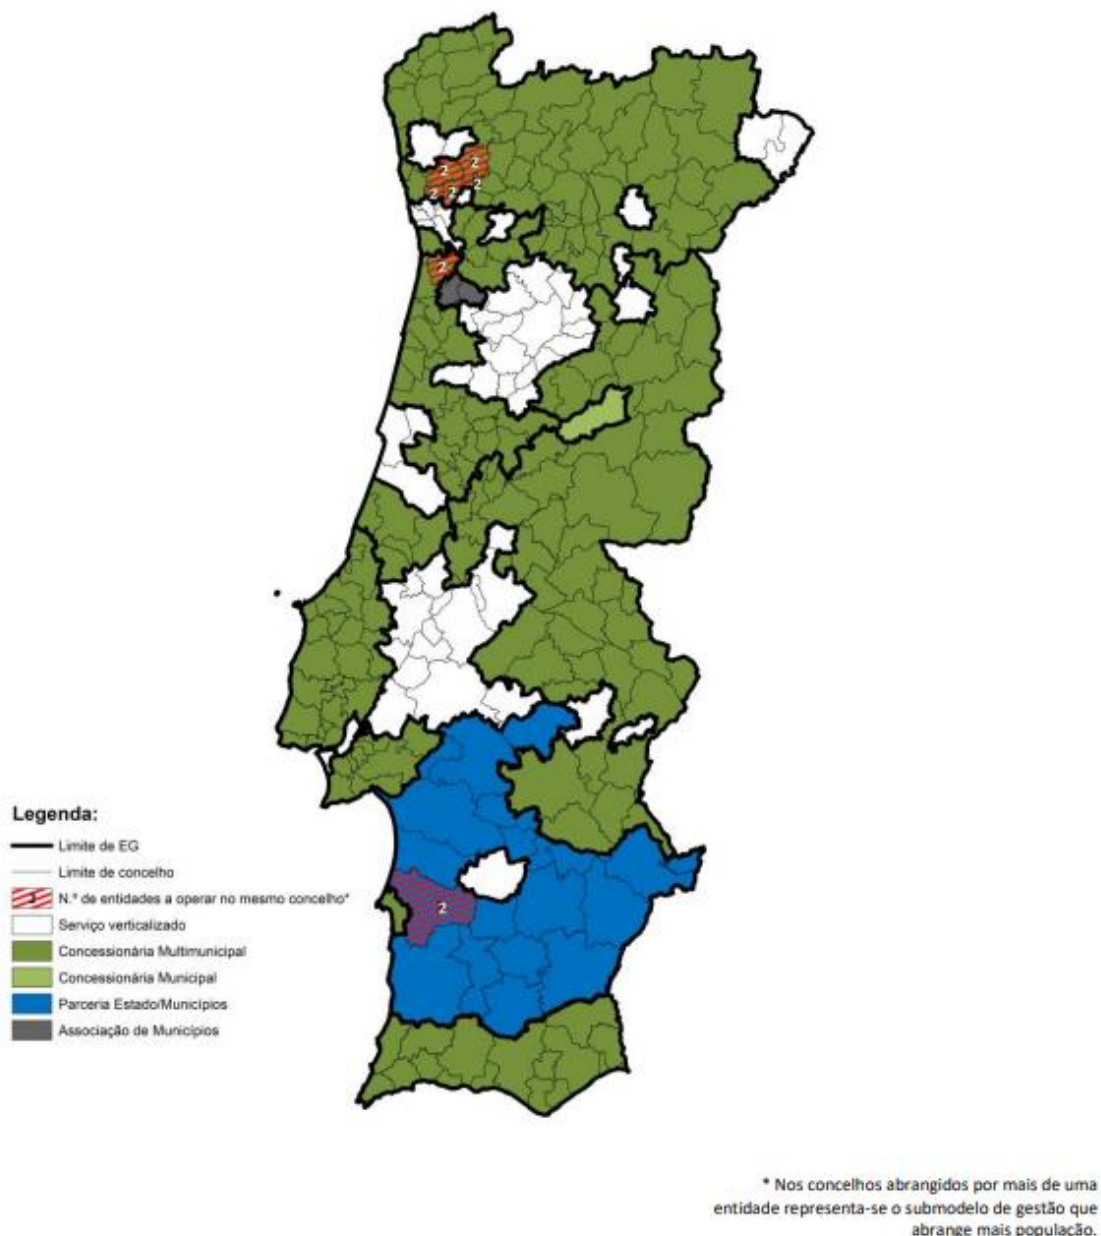 2
2
2
2
2
2
2
Legenda:
Limite de EG
Limite de concelho
3 N.º de entidades a operar no mesmo concelho*
Serviço verticalizado
Concessionária Multimunicipal
Concessionária Municipal
Parceria Estado/Municípios
Associação de Municípios
* Nos concelhos abrangidos por mais de uma
entidade representa-se o submodelo de gestão que
abrange mais população.